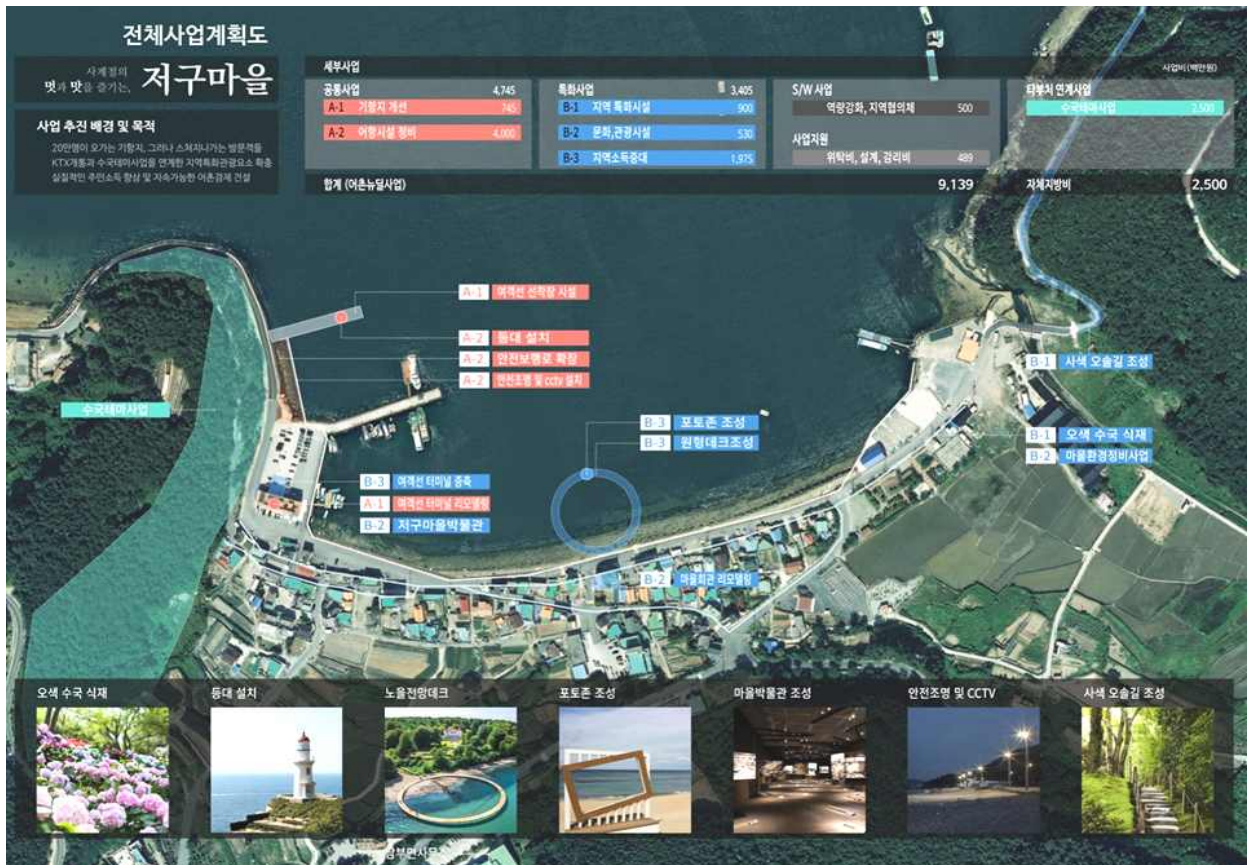 전체사업계획도
사계절의
멋과 맛을 즐기는, 저구마을
사업 추진 배경 및 목적
20만명이 오가는 기항지, 그러나 스쳐지나가는 방문객들
KTX개통과 수국테마사업을 연계한 지역특화관광요소 확충
실질적인 주민소득 향상 및 지속가능한 어촌경제 건설
세부사업
사업비(백만원)
공통사업 4,745
A-1 기항지 개선 745
A-2 어항시설 정비 4,000
특화사업 3,405
B-1 지역 특화시설 900
B-2 문화,관광시설 530
B-3 지역소득증대 1,975
S/W 사업
역량강화, 지역협의체 500
사업지원
위탁비, 설계, 감리비 489
타부처 연계사업
수국테마사업 2,500
합계 (어촌뉴딜사업) 9,139
자체지방비 2,500
A-1 여객선 선착장 시설
A-2 등대 설치
A-2 안전보행로 확장
A-2 안전조명 및 cctv 설치
B-1 사색 오솔길 조성
수국테마사업
B-3 포토존 조성
B-3 원형데크조성
B-1 오색 수국 식재
B-2 마을환경정비사업
B-3 여객선 터미널 증축
A-1 여객선 터미널 리모델링
B-2 저구마을박물관
B-2 마을회관 리모델링
오색 수국 식재
등대 설치
노을전망데크
포토존 조성
마을박물관 조성
안전조명 및 CCTV
사색 오솔길 조성